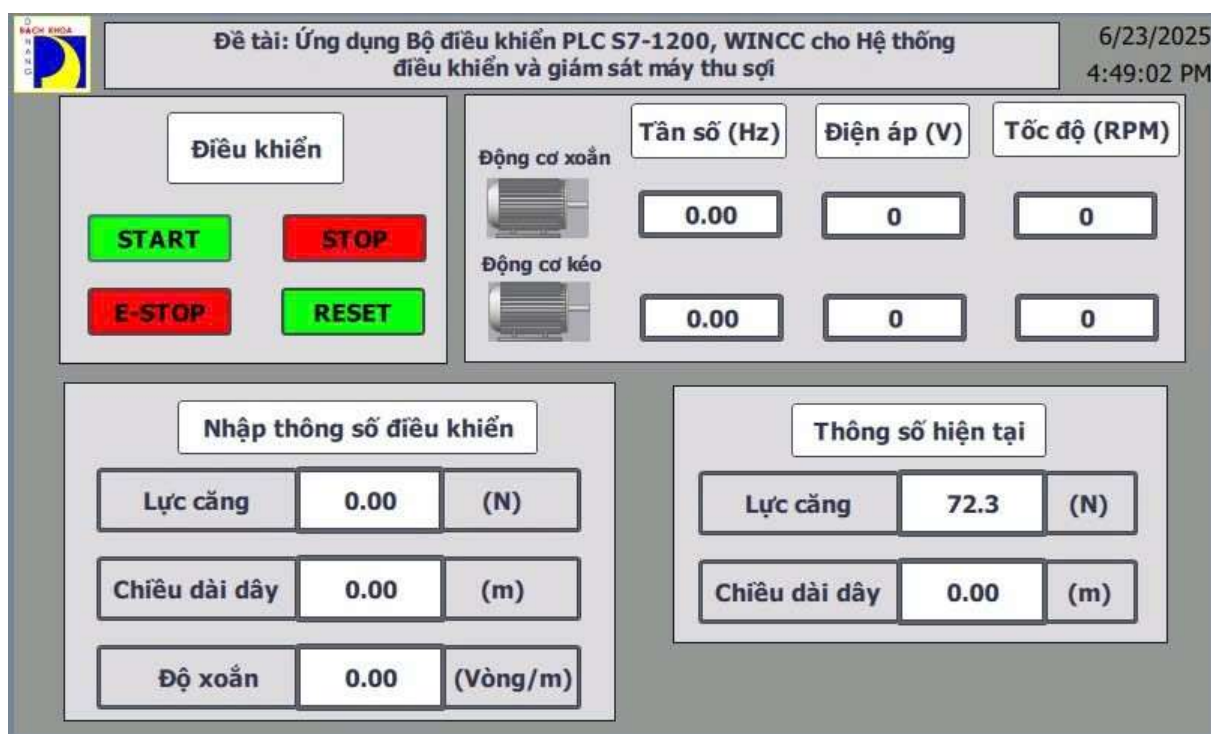 BÁCH KHOA
DANANG
Đề tài: Ứng dụng Bộ điều khiển PLC S7-1200, WINCC cho Hệ thống
điều khiển và giám sát máy thu sợi
6/23/2025
4:49:02 PM
Điều khiển
START STOP
E-STOP RESET
Tần số (Hz) Điện áp (V) Tốc độ (RPM)
Động cơ xoắn
0.00 0 0
Động cơ kéo
0.00 0 0
Nhập thông số điều khiển
Lực căng 0.00 (N)
Chiều dài dây 0.00 (m)
Độ xoắn 0.00 (Vòng/m)
Thông số hiện tại
Lực căng 72.3 (N)
Chiều dài dây 0.00 (m)